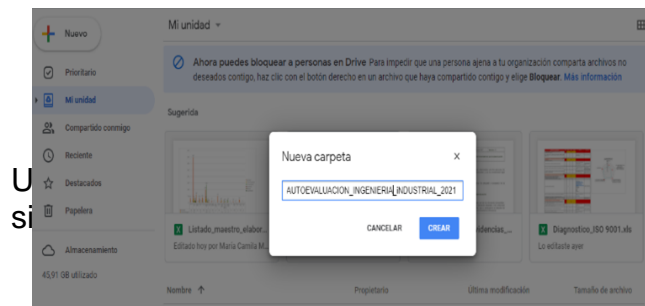 Mi unidad
Nuevo
Ahora puedes bloquear a personas en Drive Para impedir que una persona ajena a tu organización comparta archivos no
deseados contigo, haz clic con el botón derecho en un archivo que haya compartido contigo y elige Bloquear. Más información
Prioritario
Mi unidad
Sugerida
Compartido conmigo
Reciente
Nueva carpeta
X
U
Destacados
AUTOEVALUACION_INGENIERIA_INDUSTRIAL_2021
si
Papelera
CANCELAR
CREAR
Listado_maestro_elabor...
idencias_...
Diagnostico_ISO 9001.xls
Almacenamiento
Editado hoy por María Camila M...
Lo editaste ayer
45,91 GB utilizado
Nombre
Propietario
Última modificación
Tamaño de archivo